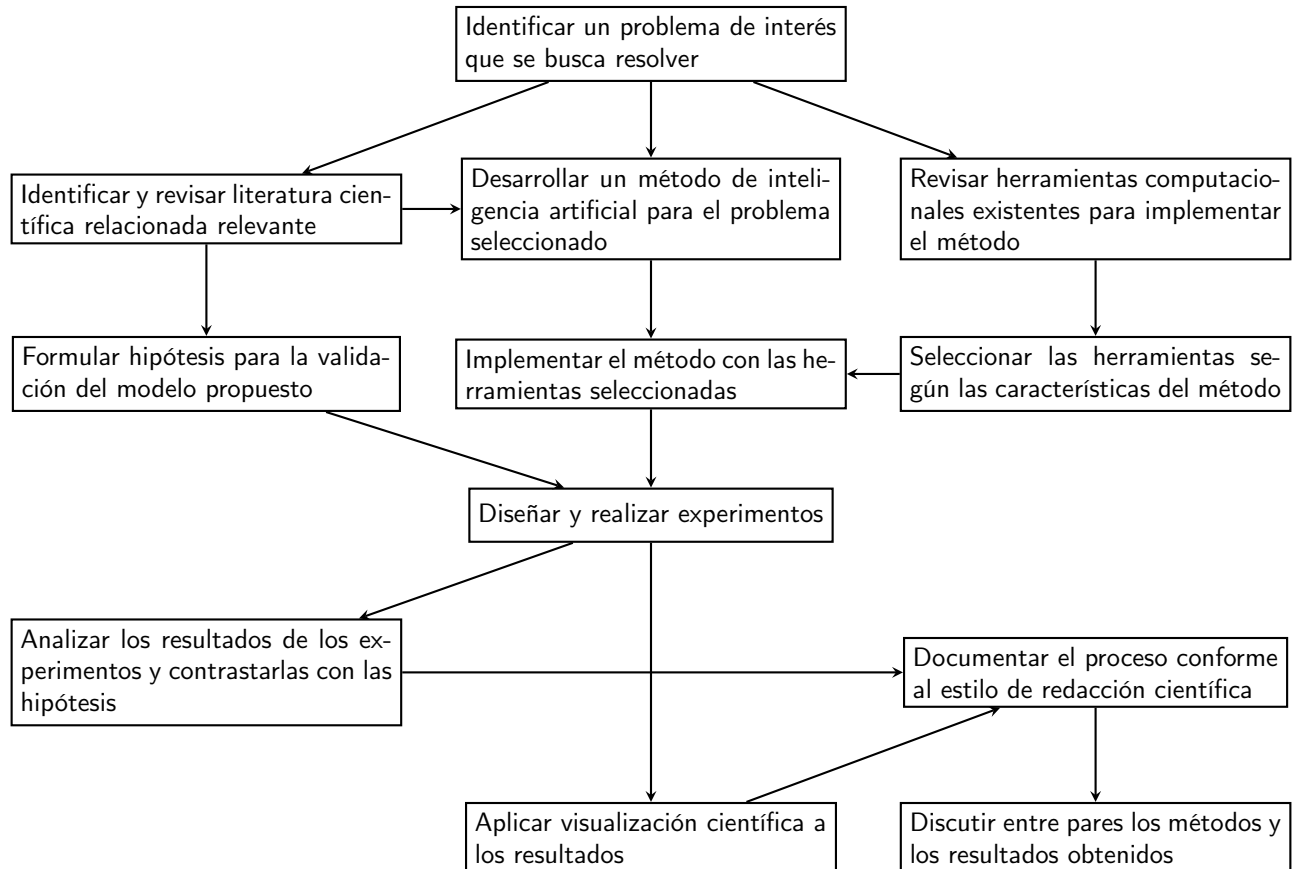 Identificar un problema de interés
que se busca resolver
Identificar y revisar literatura cien-
tífica relacionada relevante
Desarrollar un método de inteli-
gencia artificial para el problema
seleccionado
Revisar herramientas computacio-
nales existentes para implementar
el método
Formular hipótesis para la valida-
ción del modelo propuesto
Implementar el método con las he-
rramientas seleccionadas
Seleccionar las herramientas se-
gún las características del método
Diseñar y realizar experimentos
Analizar los resultados de los ex-
perimentos y contrastarlas con las
hipótesis
Documentar el proceso conforme
al estilo de redacción científica
Aplicar visualización científica a
los resultados
Discutir entre pares los métodos y
los resultados obtenidos